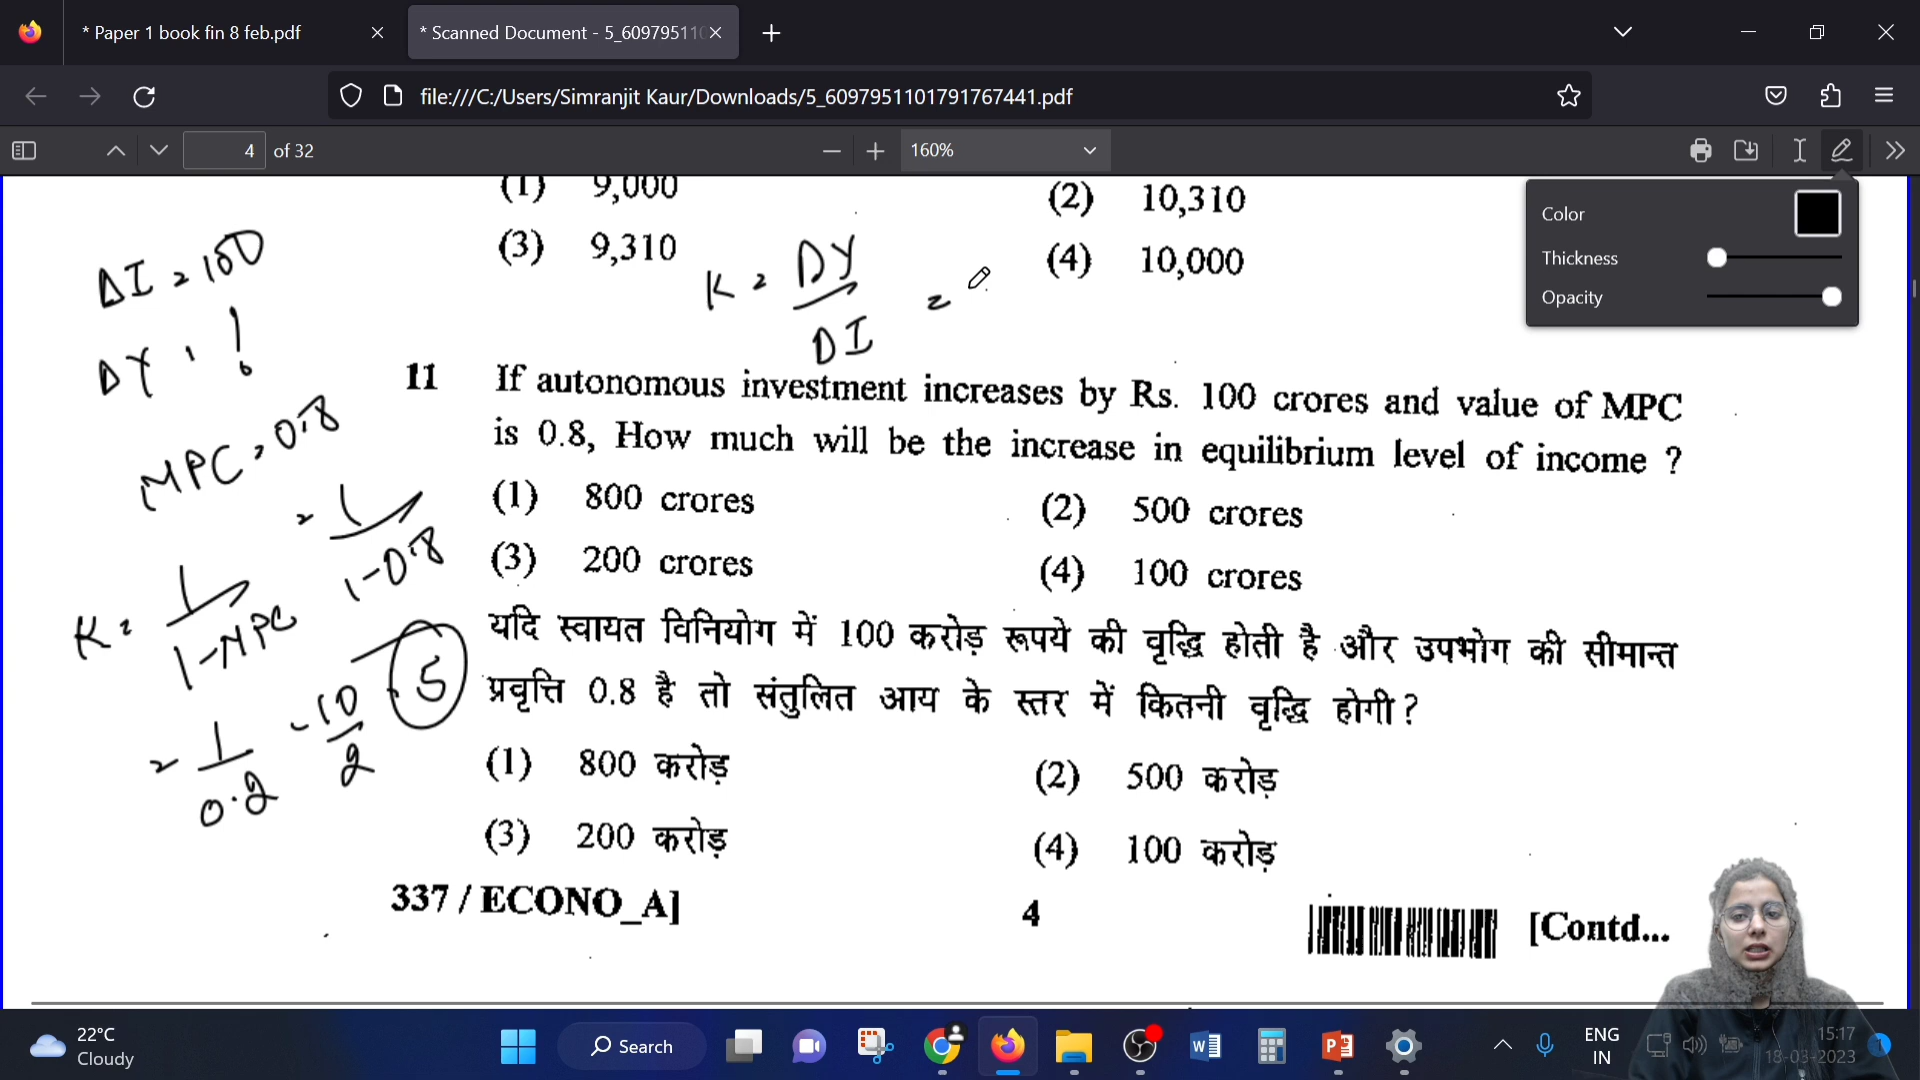 * Paper 1 book fin 8 feb.pdf
* Scanned Document - 5_60979511
file:///C:/Users/Simranjit Kaur/Downloads/5_6097951101791767441.pdf
4 of 32
160%
Color
Thickness
Opacity
(1) 9,000 (2) 10,310
(3) 9,310 (4) 10,000
ΔI = 100
ΔY = ?
MPC = 0.8
K = ΔY/ΔI =
K = 1/1-MPC = 1/1-0.8
= 1/0.2 = 10/2 = 5
11 If autonomous investment increases by Rs. 100 crores and value of MPC
is 0.8, How much will be the increase in equilibrium level of income ?
(1) 800 crores (2) 500 crores
(3) 200 crores (4) 100 crores
यदि स्वायत विनियोग में 100 करोड़ रूपये की वृद्धि होती है और उपभोग की सीमान्त
प्रवृत्ति 0.8 है तो संतुलित आय के स्तर में कितनी वृद्धि होगी?
(1) 800 करोड़ (2) 500 करोड़
(3) 200 करोड़ (4) 100 करोड़
337 / ECONO_A] 4 [Contd...
22°C
Cloudy
Search
ENG
IN
15:17
18-03-2023